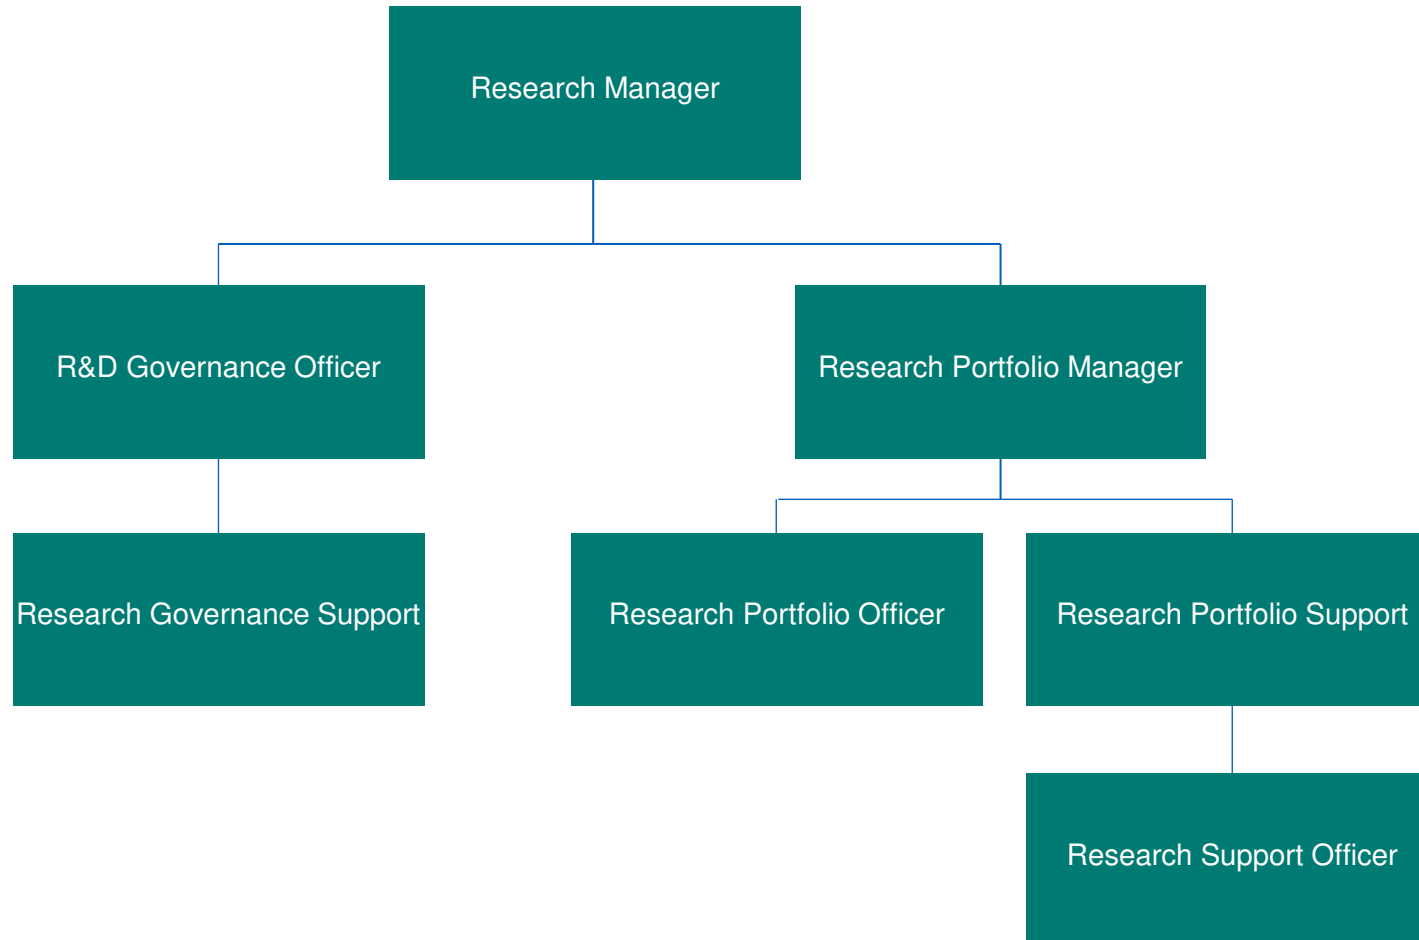 Research Manager
R&D Governance Officer
Research Portfolio Manager
Research Governance Support
Research Portfolio Officer
Research Portfolio Support
Research Support Officer